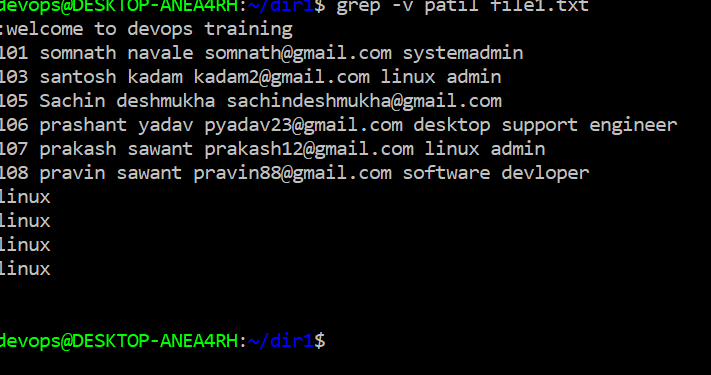 devops@DESKTOP-ANEA4RH:~/dir1$ grep -v patil file1.txt
:welcome to devops training
101 somnath navale somnath@gmail.com systemadmin
103 santosh kadam kadam2@gmail.com linux admin
105 Sachin deshmukha sachindeshmukha@gmail.com
106 prashant yadav pyadav23@gmail.com desktop support engineer
107 prakash sawant prakash12@gmail.com linux admin
108 pravin sawant pravin88@gmail.com software devloper
linux
linux
linux
linux
devops@DESKTOP-ANEA4RH:~/dir1$